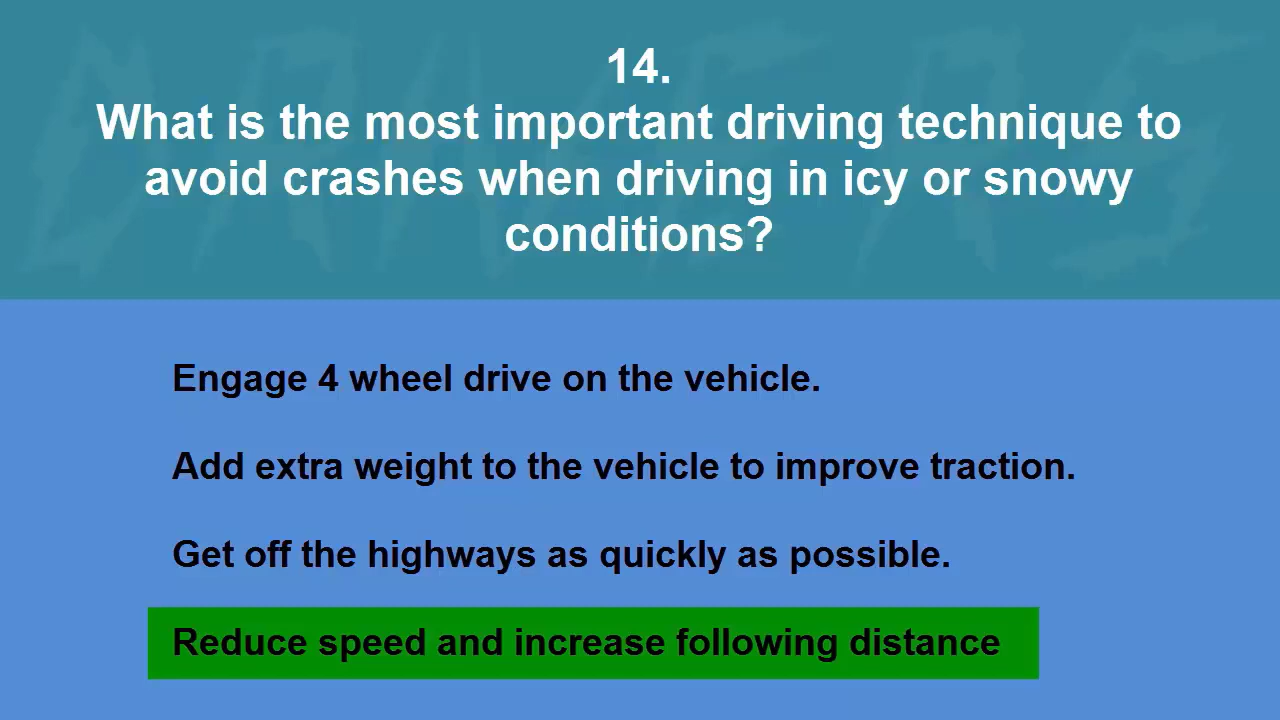 14.
What is the most important driving technique to
avoid crashes when driving in icy or snowy
conditions?
Engage 4 wheel drive on the vehicle.
Add extra weight to the vehicle to improve traction.
Get off the highways as quickly as possible.
Reduce speed and increase following distance